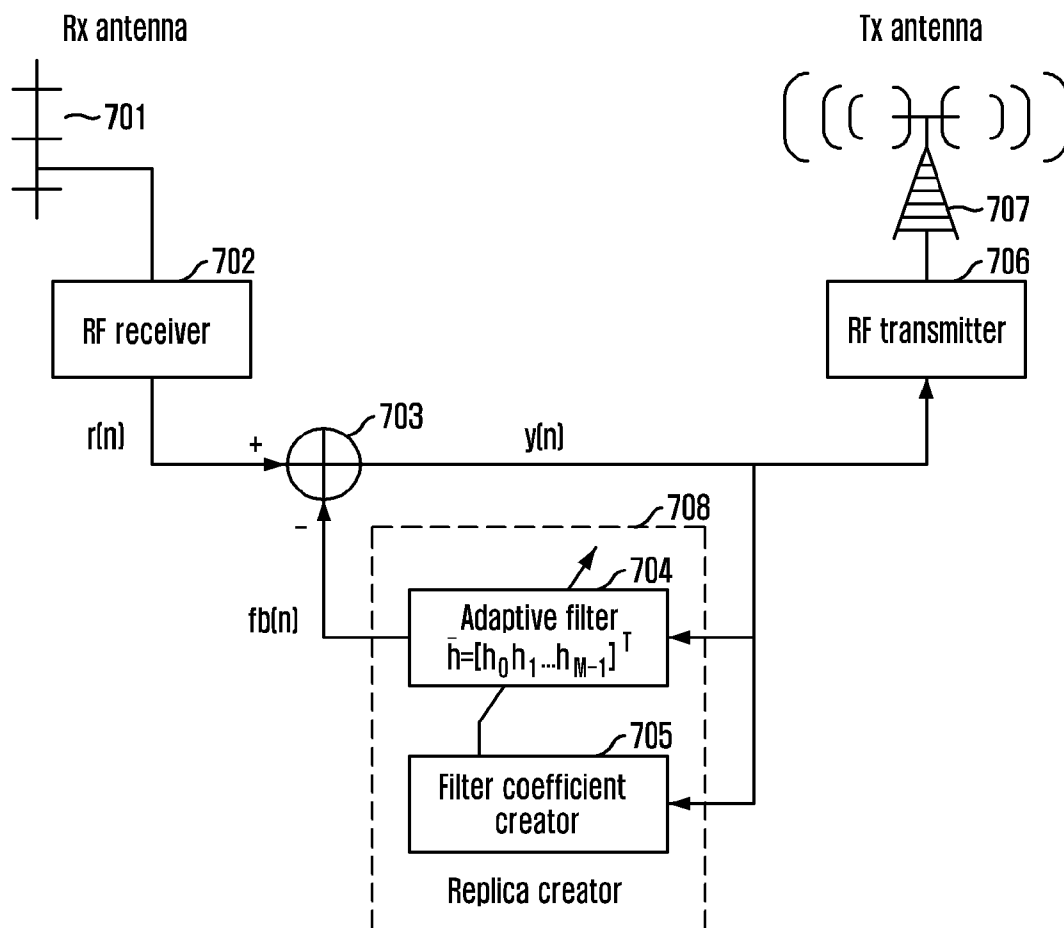 Rx antenna
Tx antenna
701
707
702
706
RF receiver
RF transmitter
703
r(n)
+
y(n)
708
-
704
fb(n)
Adaptive filter
h̄=[h₀h₁...h_M-1]ᵀ
705
Filter coefficient
creator
Replica creator